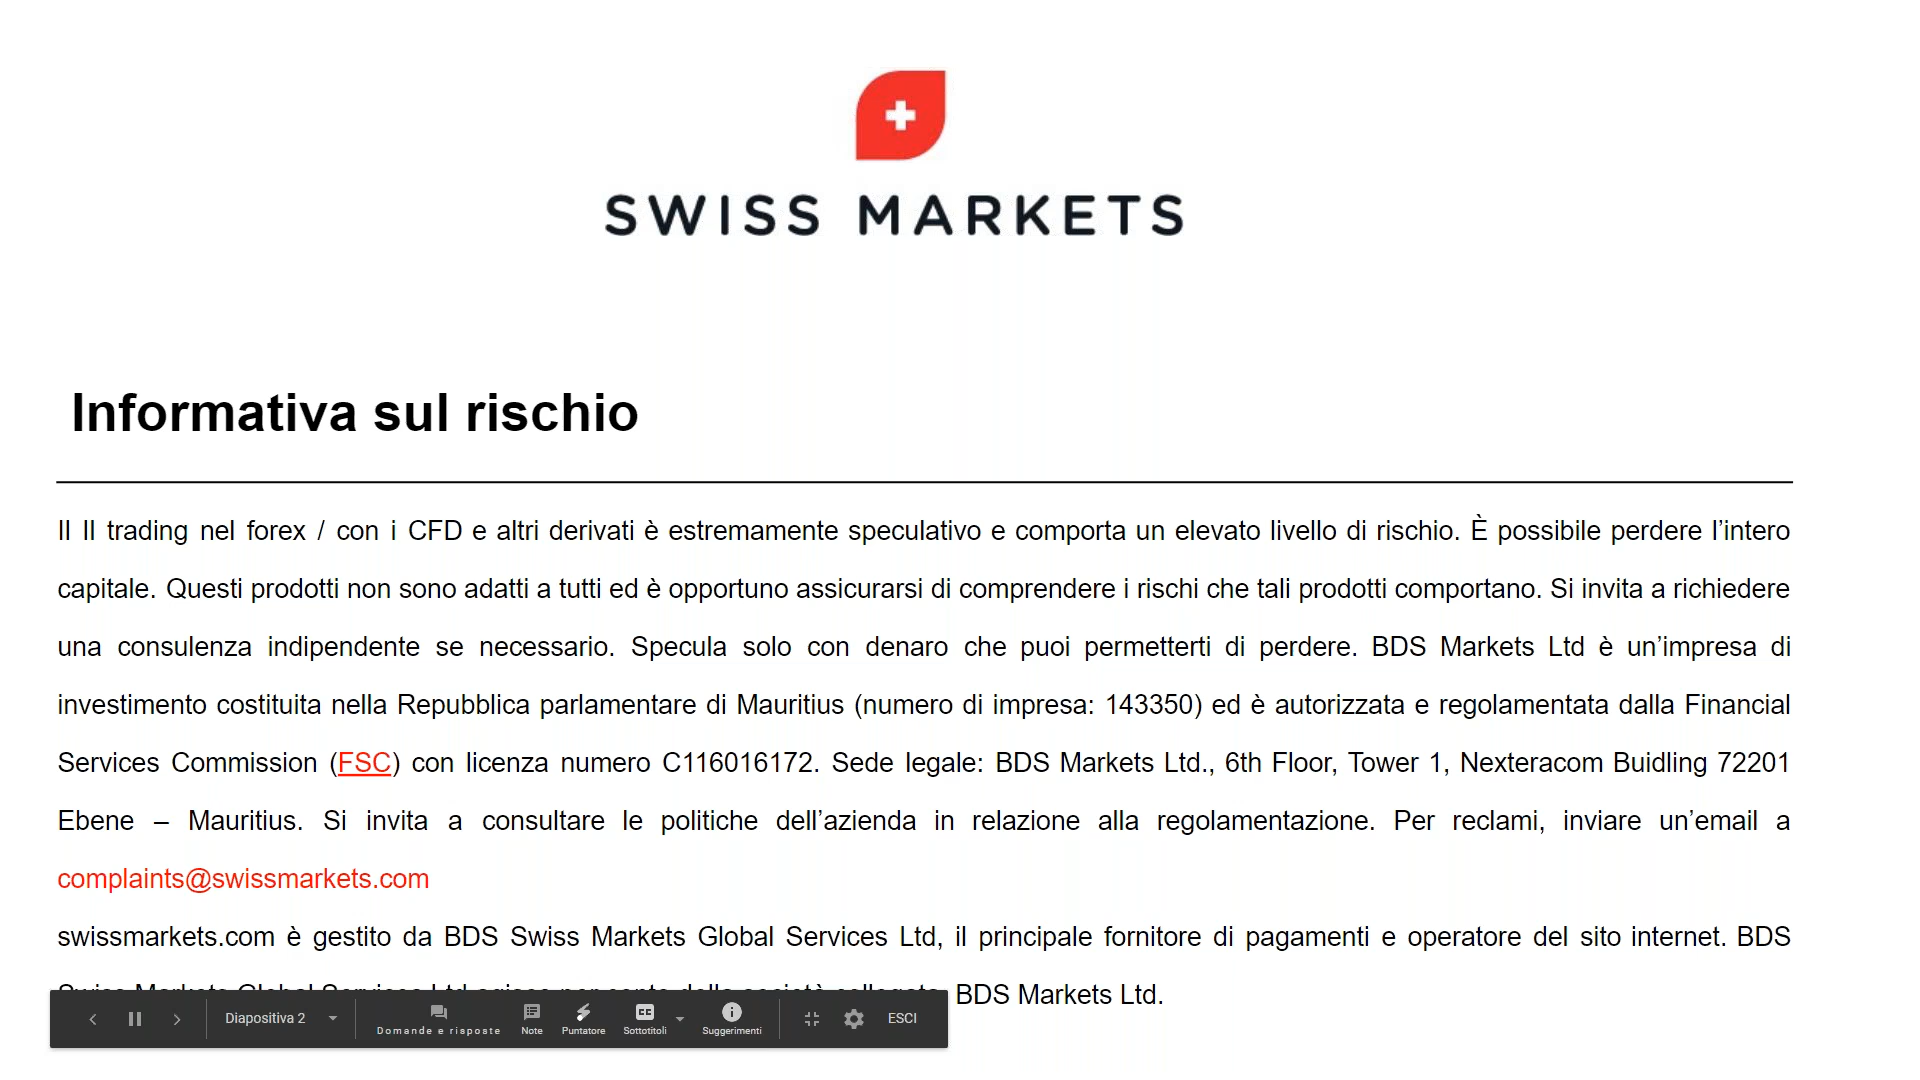 SWISS MARKETS
Informativa sul rischio
Il Il trading nel forex / con i CFD e altri derivati è estremamente speculativo e comporta un elevato livello di rischio. È possibile perdere l’intero
capitale. Questi prodotti non sono adatti a tutti ed è opportuno assicurarsi di comprendere i rischi che tali prodotti comportano. Si invita a richiedere
una consulenza indipendente se necessario. Specula solo con denaro che puoi permetterti di perdere. BDS Markets Ltd è un’impresa di
investimento costituita nella Repubblica parlamentare di Mauritius (numero di impresa: 143350) ed è autorizzata e regolamentata dalla Financial
Services Commission (FSC) con licenza numero C116016172. Sede legale: BDS Markets Ltd., 6th Floor, Tower 1, Nexteracom Buidling 72201
Ebene – Mauritius. Si invita a consultare le politiche dell’azienda in relazione alla regolamentazione. Per reclami, inviare un’email a
complaints@swissmarkets.com
swissmarkets.com è gestito da BDS Swiss Markets Global Services Ltd, il principale fornitore di pagamenti e operatore del sito internet. BDS
BDS Markets Ltd.
Diapositiva 2
Domande e risposte
Note
Puntatore
Sottotitoli
Suggerimenti
ESCI